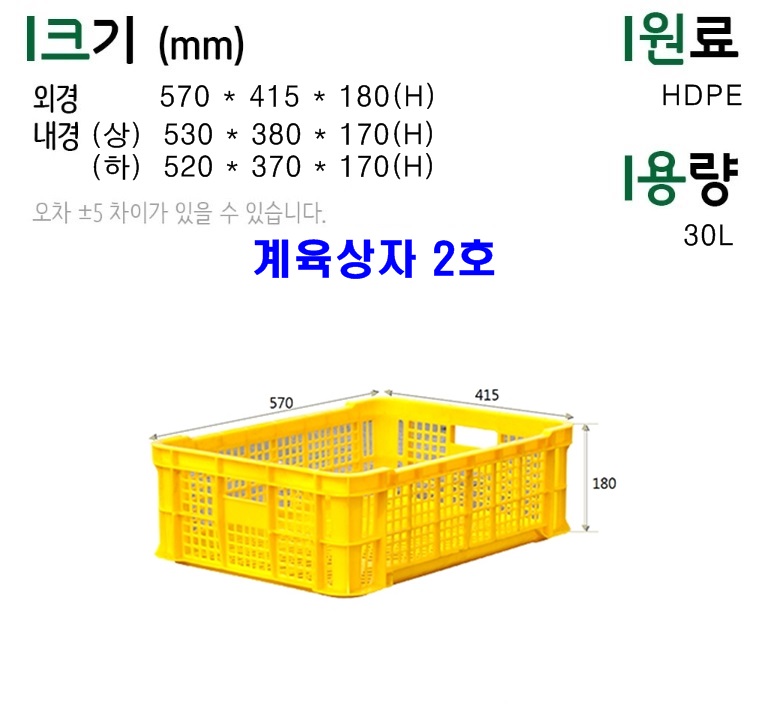 크기 (mm)
외경 570 * 415 * 180(H)
내경 (상) 530 * 380 * 170(H)
(하) 520 * 370 * 170(H)
오차 ±5 차이가 있을 수 있습니다.
원료
HDPE
용량
30L
계육상자 2호
570
415
180